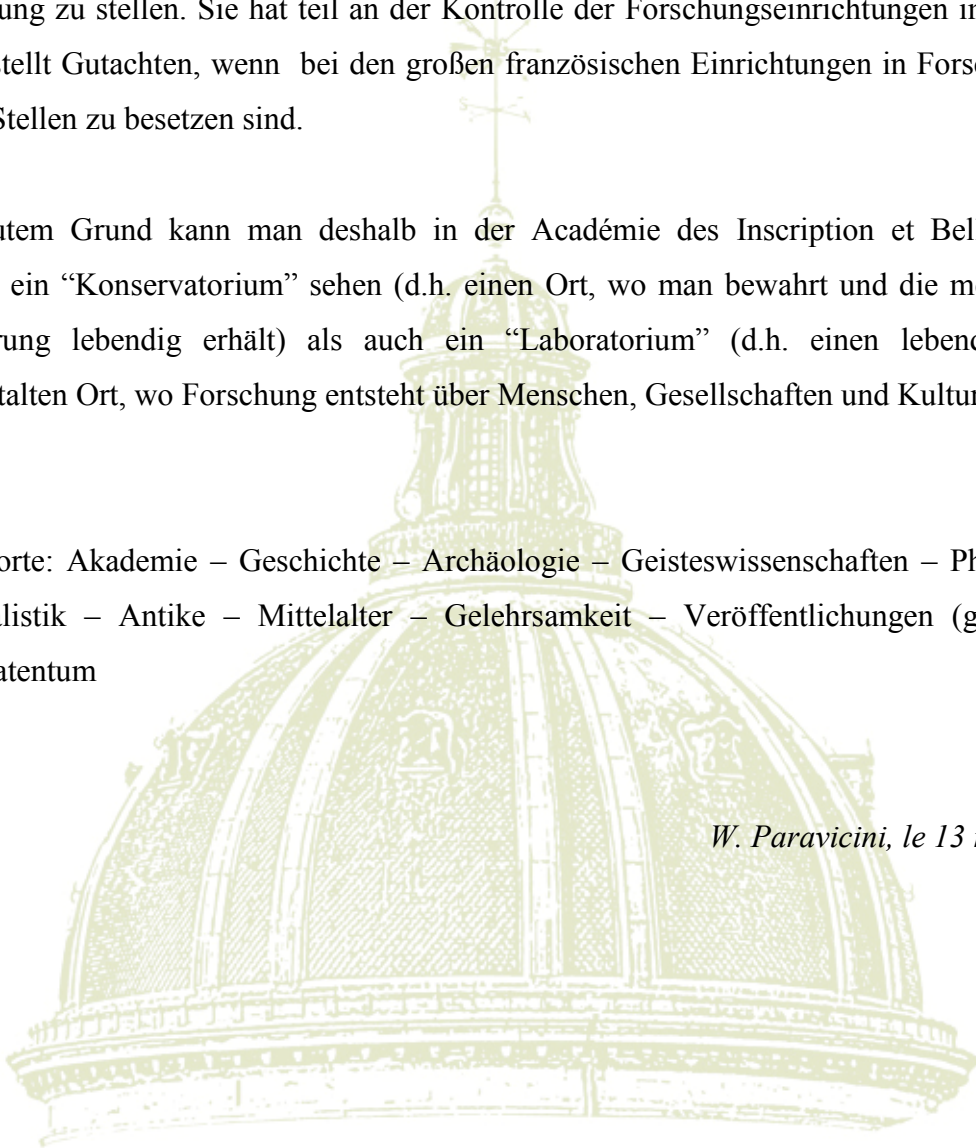 ung zu stellen. Sie hat teil an der Kontrolle der Forschungseinrichtungen in
stellt Gutachten, wenn bei den großen französischen Einrichtungen in Forsc
Stellen zu besetzen sind.
utem Grund kann man deshalb in der Académie des Inscription et Bel
ein “Konservatorium” sehen (d.h. einen Ort, wo man bewahrt und die m
rung lebendig erhält) als auch ein “Laboratorium” (d.h. einen lebend
talten Ort, wo Forschung entsteht über Menschen, Gesellschaften und Kultur
orte: Akademie – Geschichte – Archäologie – Geisteswissenschaften – Ph
listik – Antike – Mittelalter – Gelehrsamkeit – Veröffentlichungen (g
atentum
W. Paravicini, le 13